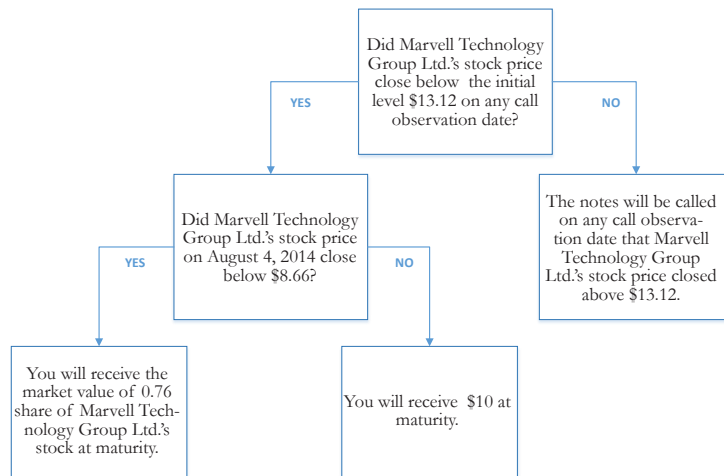 Did Marvell Technology
Group Ltd.'s stock price
close below the initial
level $13.12 on any call
observation date?
YES
NO
Did Marvell Technology
Group Ltd.'s stock price
on August 4, 2014 close
below $8.66?
The notes will be called
on any call observa-
tion date that Marvell
Technology Group
Ltd.'s stock price closed
above $13.12.
YES
NO
You will receive the
market value of 0.76
share of Marvell Tech-
nology Group Ltd.'s
stock at maturity.
You will receive $10 at
maturity.